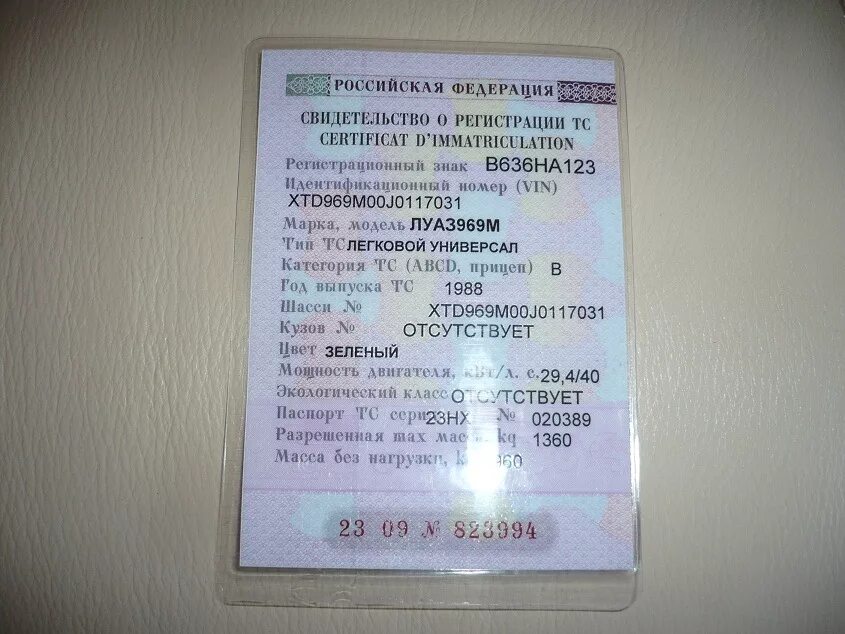 РОССИЙСКАЯ ФЕДЕРАЦИЯ
СВИДЕТЕЛЬСТВО О РЕГИСТРАЦИИ ТС
CERTIFICAT D'IMMATRICULATION
Регистрационный знак В636НА123
Идентификационный номер (VIN)
XTD969M00J0117031
Марка, модель ЛУАЗ969М
Тип ТС ЛЕГКОВОЙ УНИВЕРСАЛ
Категория ТС (ABCD, прицеп) В
Год выпуска ТС 1988
Шасси № XTD969M00J0117031
Кузов № ОТСУТСТВУЕТ
Цвет ЗЕЛЕНЫЙ
Мощность двигателя, кВт/л. с. 29,4/40
Экологический класс ОТСУТСТВУЕТ
Паспорт ТС серия 23НХ № 020389
Разрешенная max масса, kg 1360
Масса без нагрузки, 960
23 09 № 823994